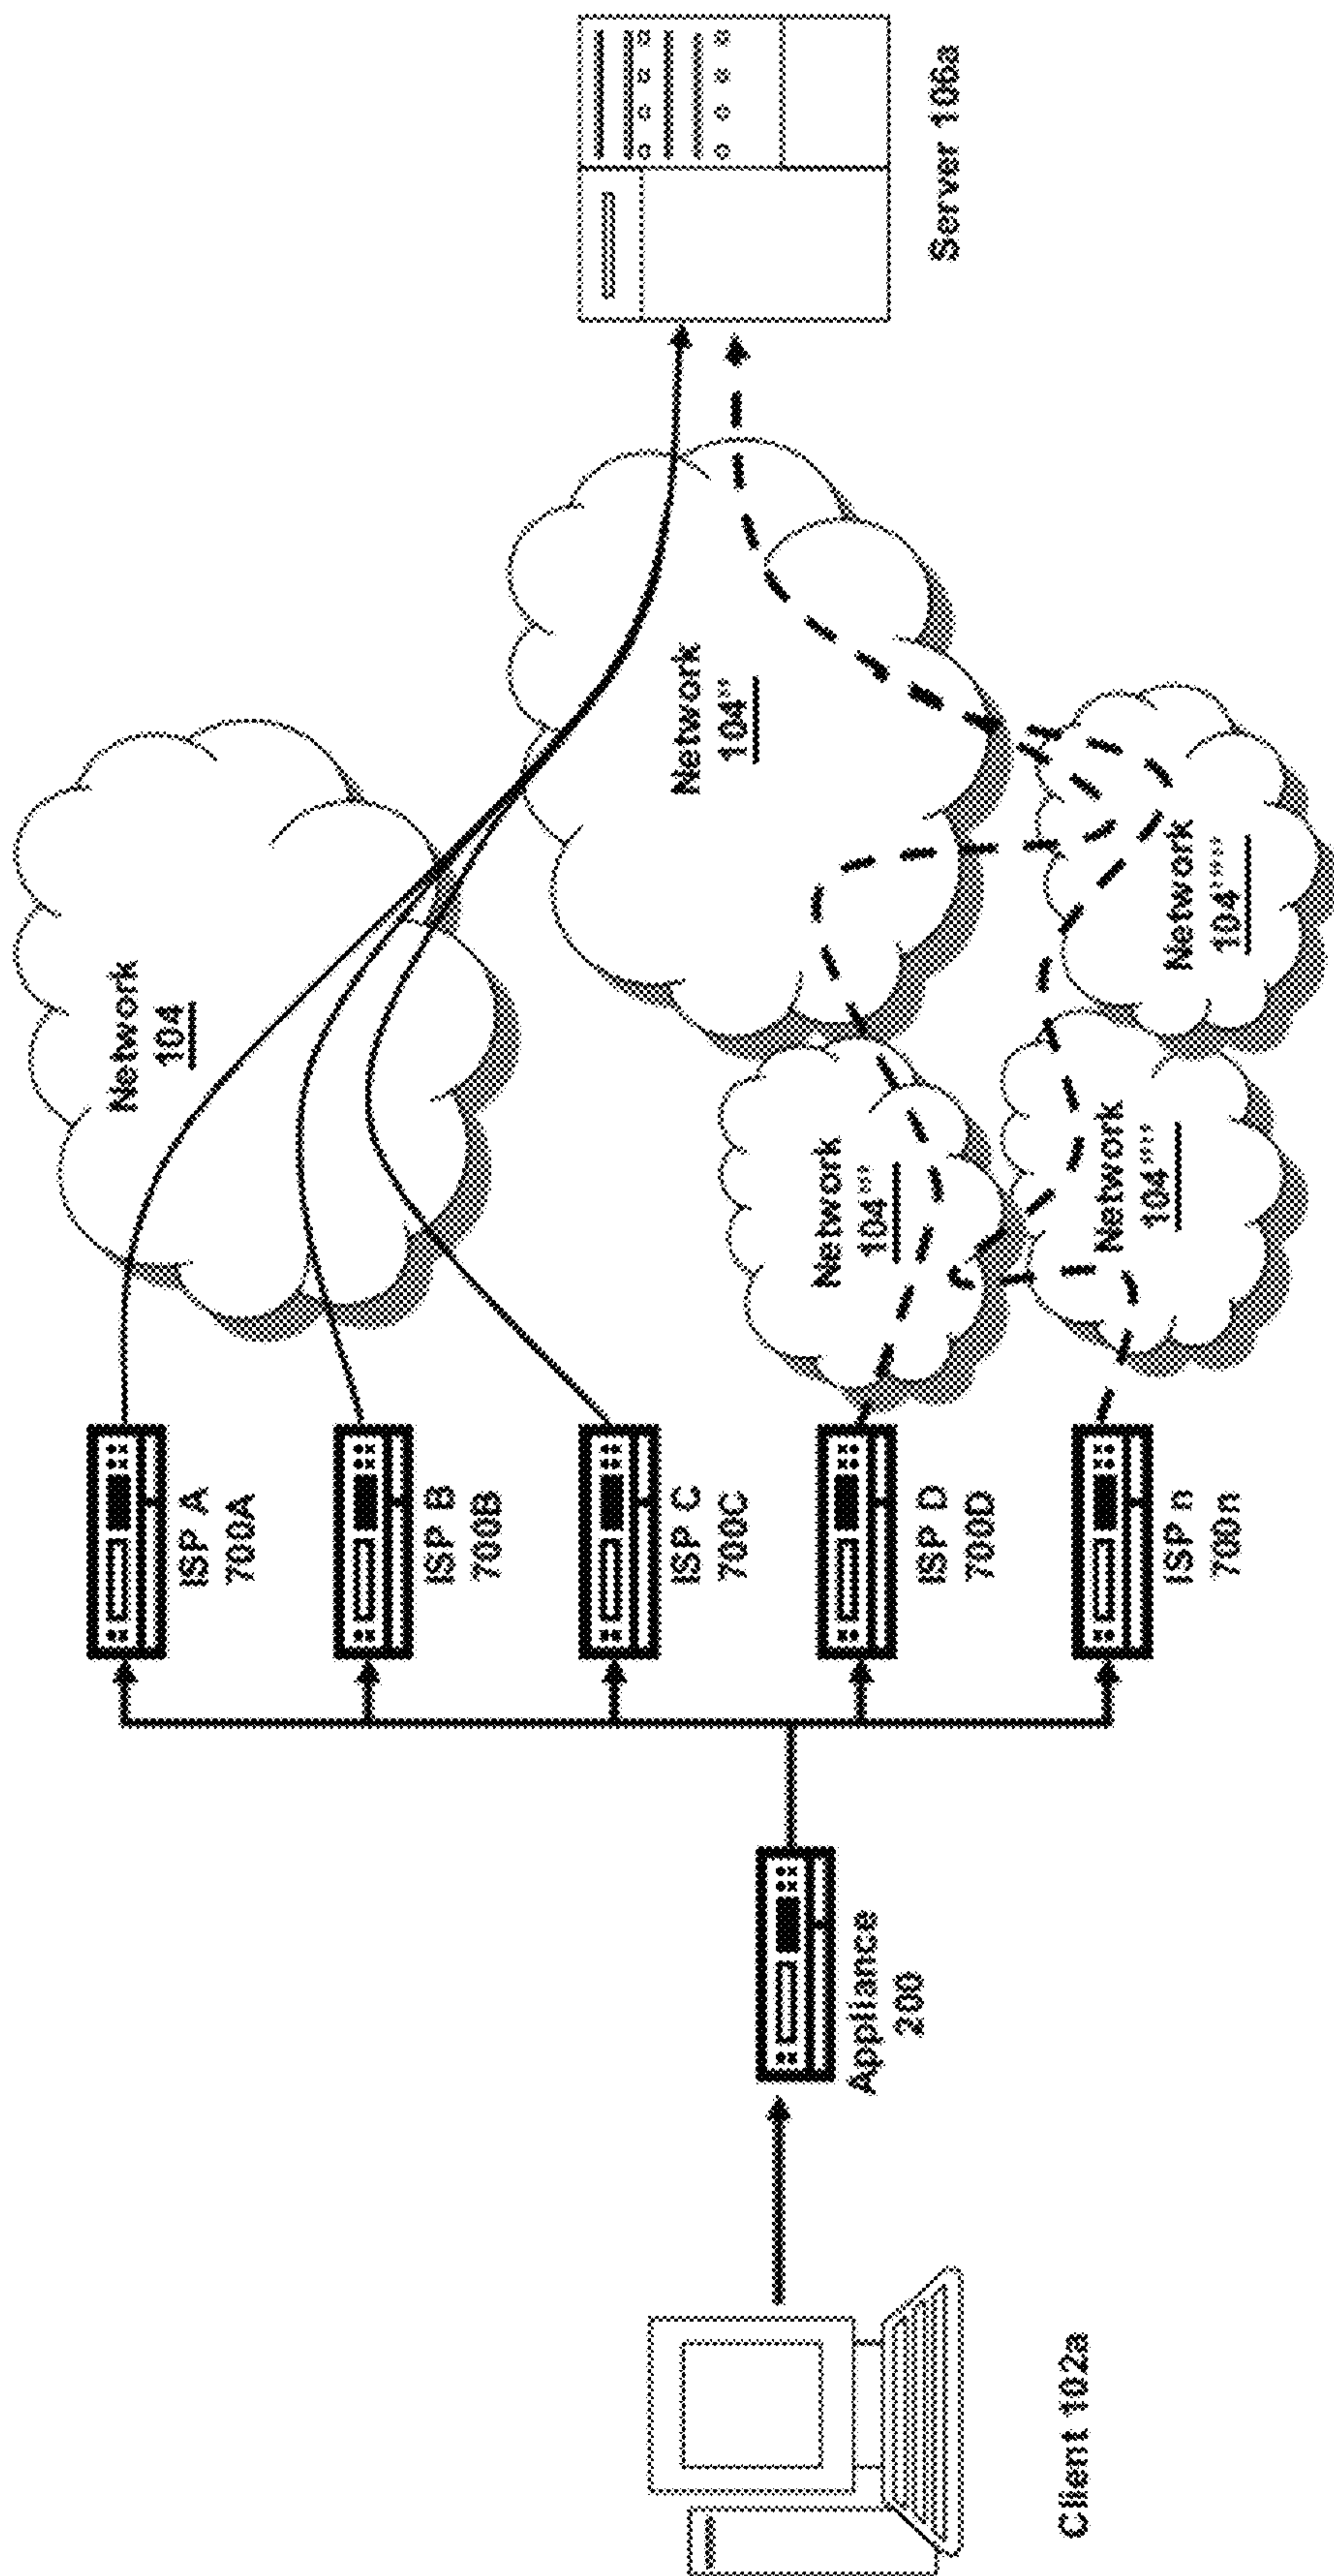 Network
104
ISP A
700A
ISP B
700B
Network
104''
Server 106a
ISP C
700C
Appliance
200
Network
104'''
ISP D
700D
Client 102a
Network
104''''
Network
104'''''
ISP n
700n